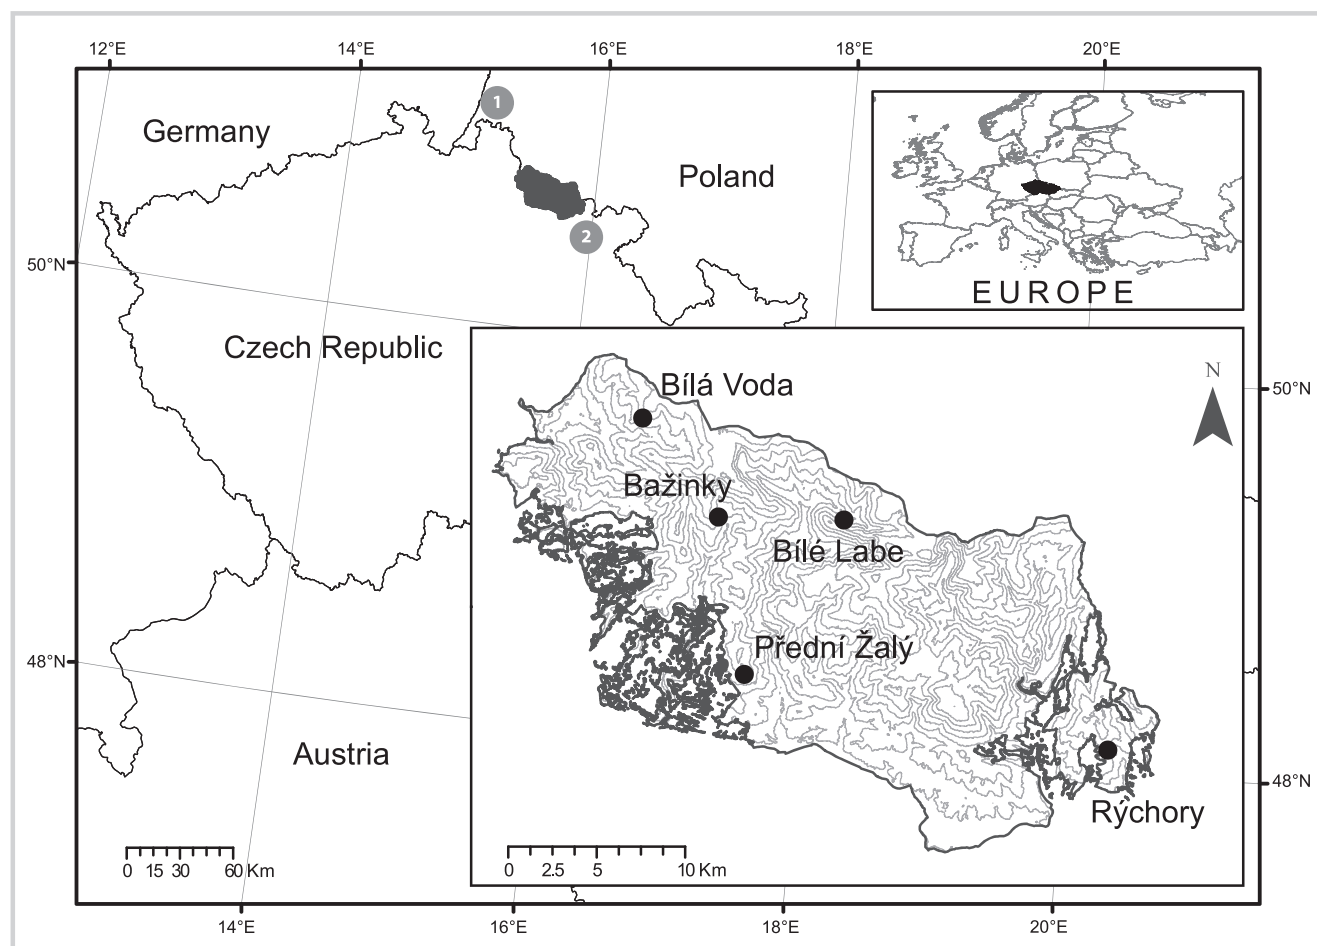 12°E 14°E 16°E 18°E 20°E
1
Germany
Poland
2
50°N
EUROPE
Czech Republic
N
50°N
Bílá Voda
Bažinky
Bílé Labe
Přední Žalý
48°N
Austria
48°N
Rýchory
0 15 30 60 Km
0 2.5 5 10 Km
14°E 16°E 18°E 20°E